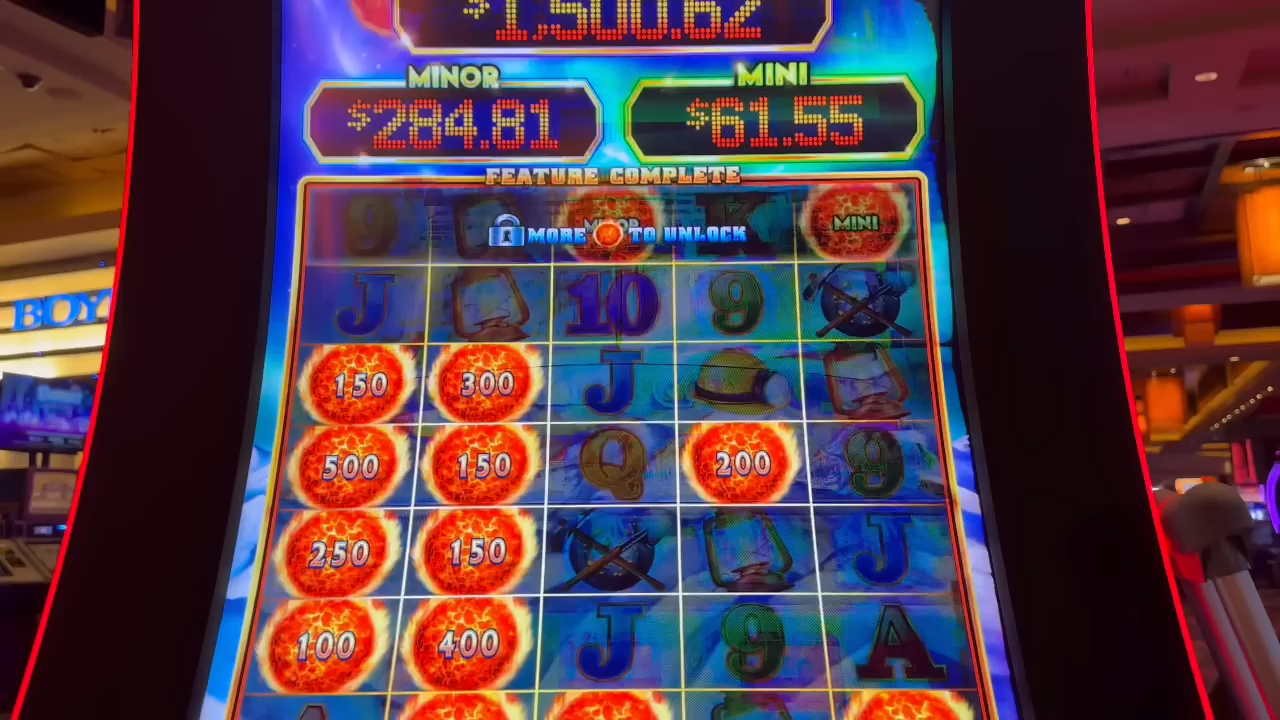 $1,500.62
MINOR MINI
$284.81 $61.55
FEATURE COMPLETE
9 MINOR K MINI
MORE TO UNLOCK
J 10 9
150 300 J
BOY
500 150 Q 200 9
250 150 J
100 400 J 9 A